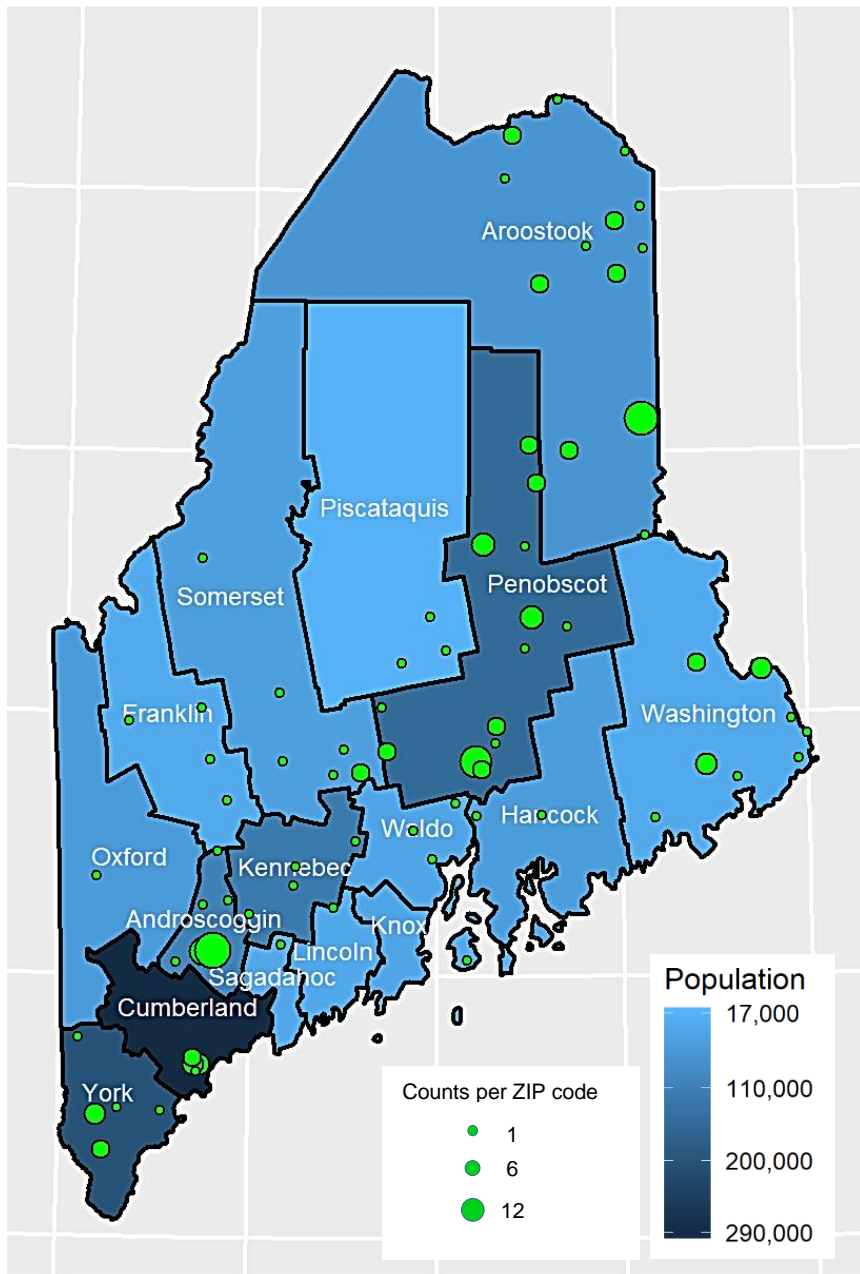 Aroostook
Piscataquis
Somerset
Penobscot
Franklin
Washington
Oxford
Waldo
Hancock
Kennebec
Androscoggin
Knox
Lincoln
Sagadahoc
Cumberland
York
Population
17,000
110,000
200,000
290,000
Counts per ZIP code
1
6
12